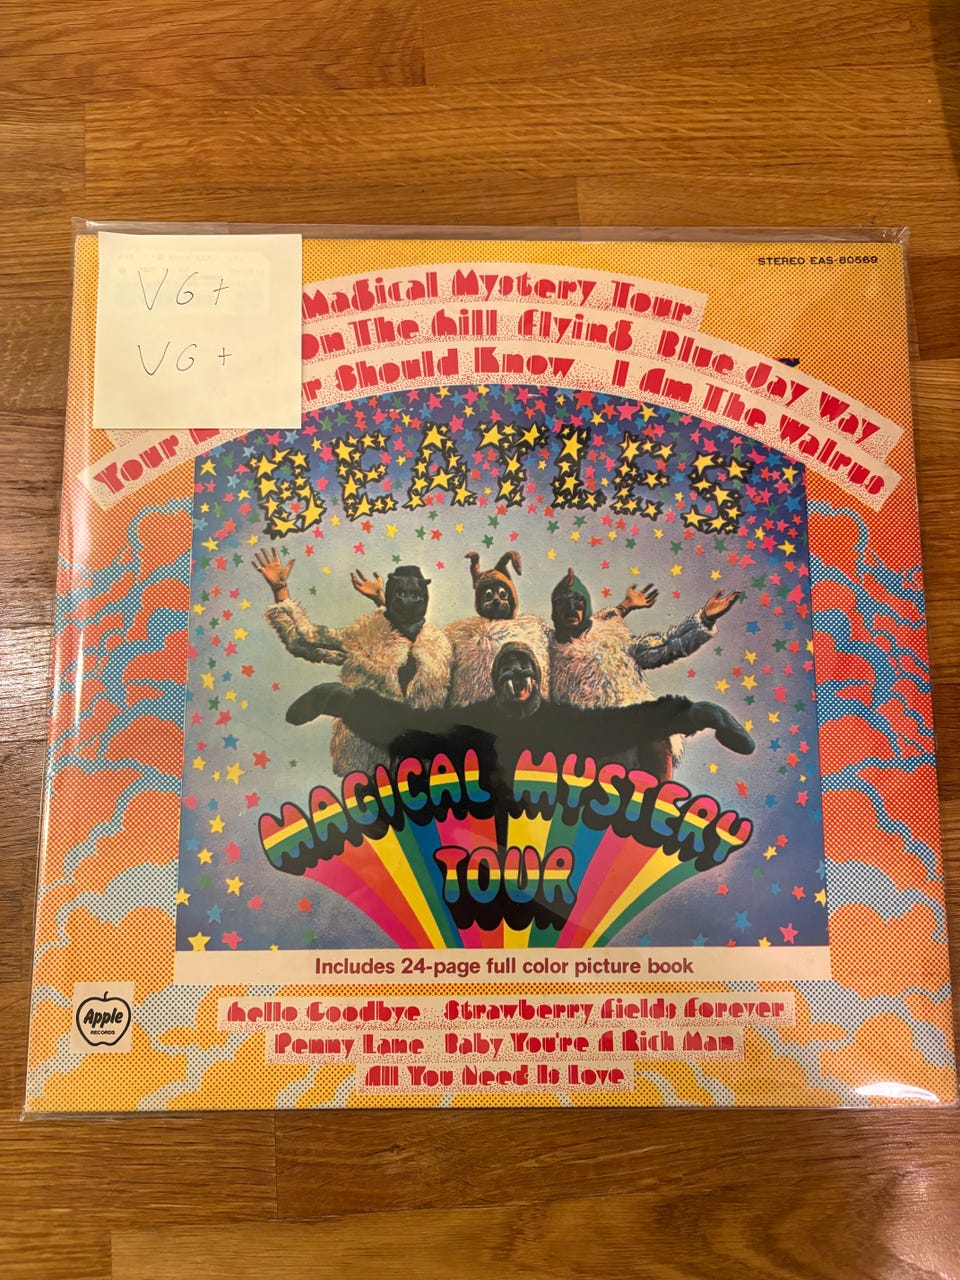 VG+
VG+
STEREO EAS-80569
Magical Mystery Tour
on The Hill Flying Blue Jay Way
Your Should Know I Am The Walrus
BEATLES
MAGICAL MYSTERY
TOUR
Includes 24-page full color picture book
Apple
RECORDS
Hello Goodbye Strawberry Fields Forever
Penny Lane Baby You're A Rich Man
All You Need Is Love